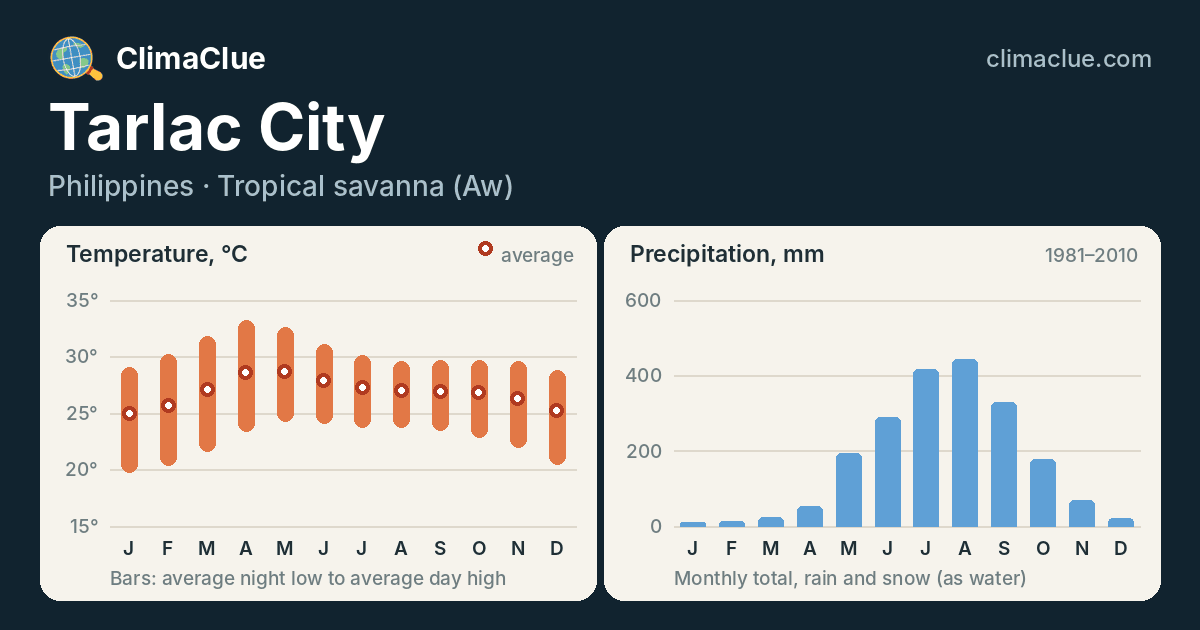 ClimaClue
climaclue.com
Tarlac City
Philippines · Tropical savanna (Aw)
Temperature, °C
average
35°
30°
25°
20°
15°
J F M A M J J A S O N D
Bars: average night low to average day high
Precipitation, mm
1981–2010
600
400
200
0
J F M A M J J A S O N D
Monthly total, rain and snow (as water)